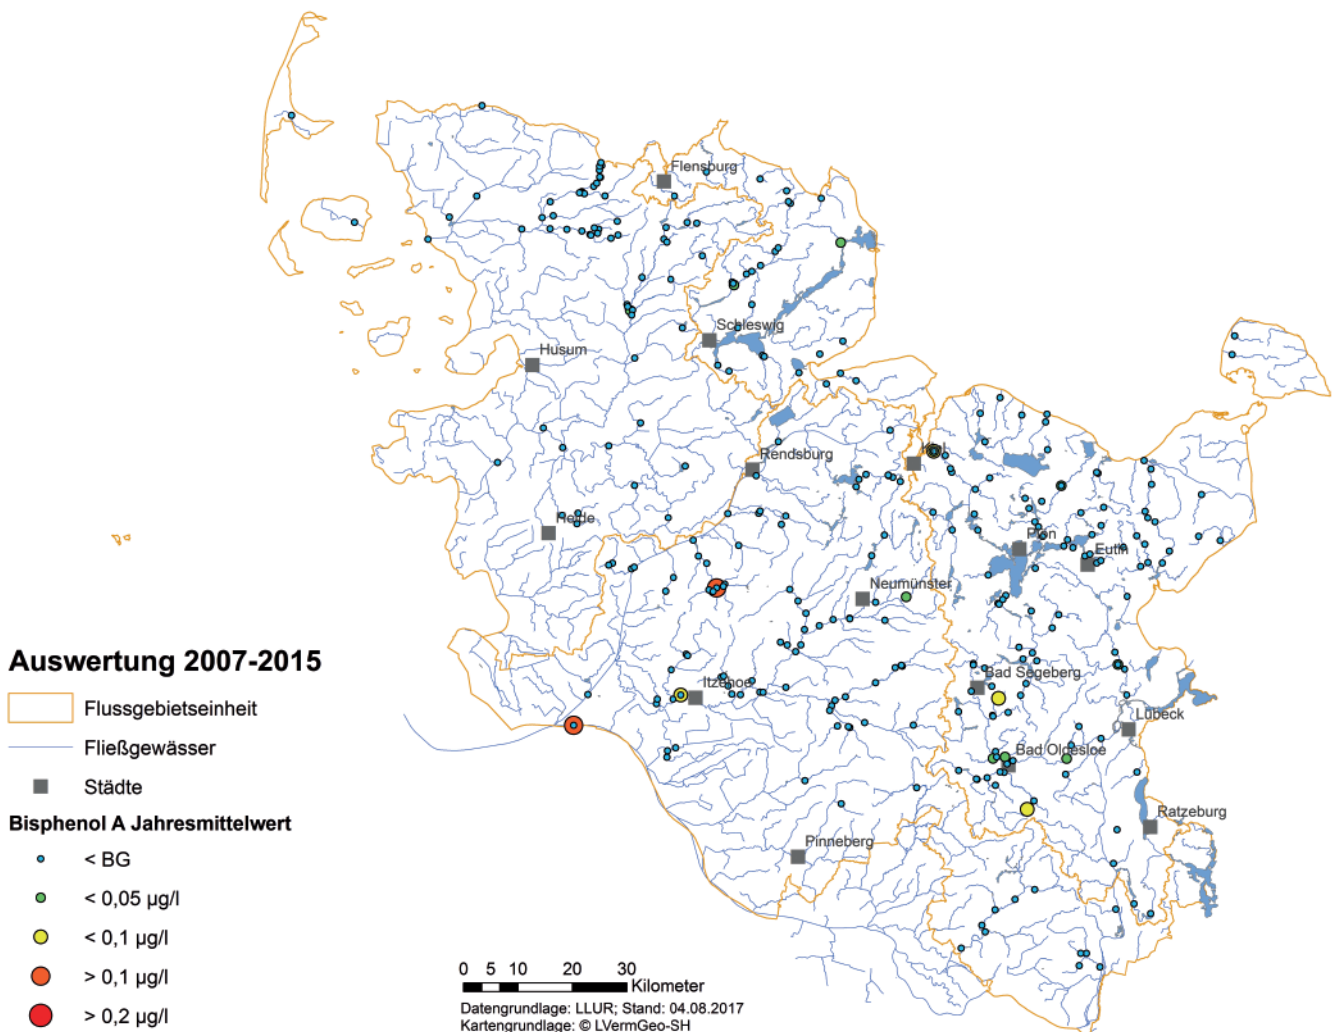 Flensburg
Schleswig
Husum
Rendsburg
Kiel
Heide
Plön
Eutin
Neumünster
Bad Segeberg
Itzehoe
Lübeck
Bad Oldesloe
Ratzeburg
Pinneberg
Auswertung 2007-2015
Flussgebietseinheit
Fließgewässer
Städte
Bisphenol A Jahresmittelwert
< BG
< 0,05 µg/l
< 0,1 µg/l
> 0,1 µg/l
> 0,2 µg/l
0 5 10 20 30
Kilometer
Datengrundlage: LLUR; Stand: 04.08.2017
Kartengrundlage: © LVermGeo-SH